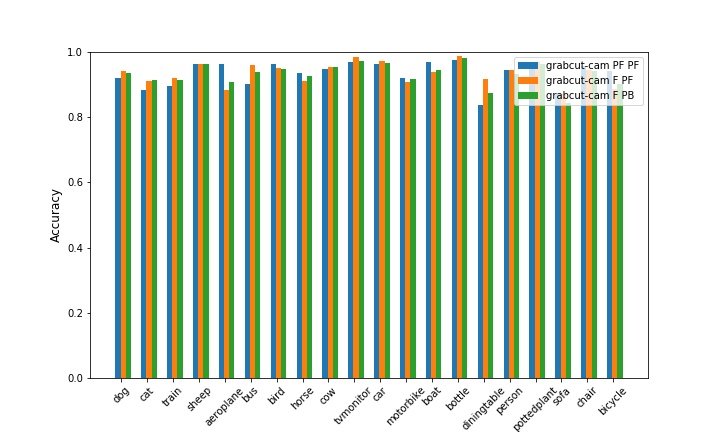 1.0
0.8
0.6
0.4
0.2
0.0
Accuracy
grabcut-cam PF PF
grabcut-cam F PF
grabcut-cam F PB
dog
cat
train
sheep
aeroplane
bus
bird
horse
cow
tvmonitor
car
motorbike
boat
bottle
diningtable
person
pottedplant
sofa
chair
bicycle